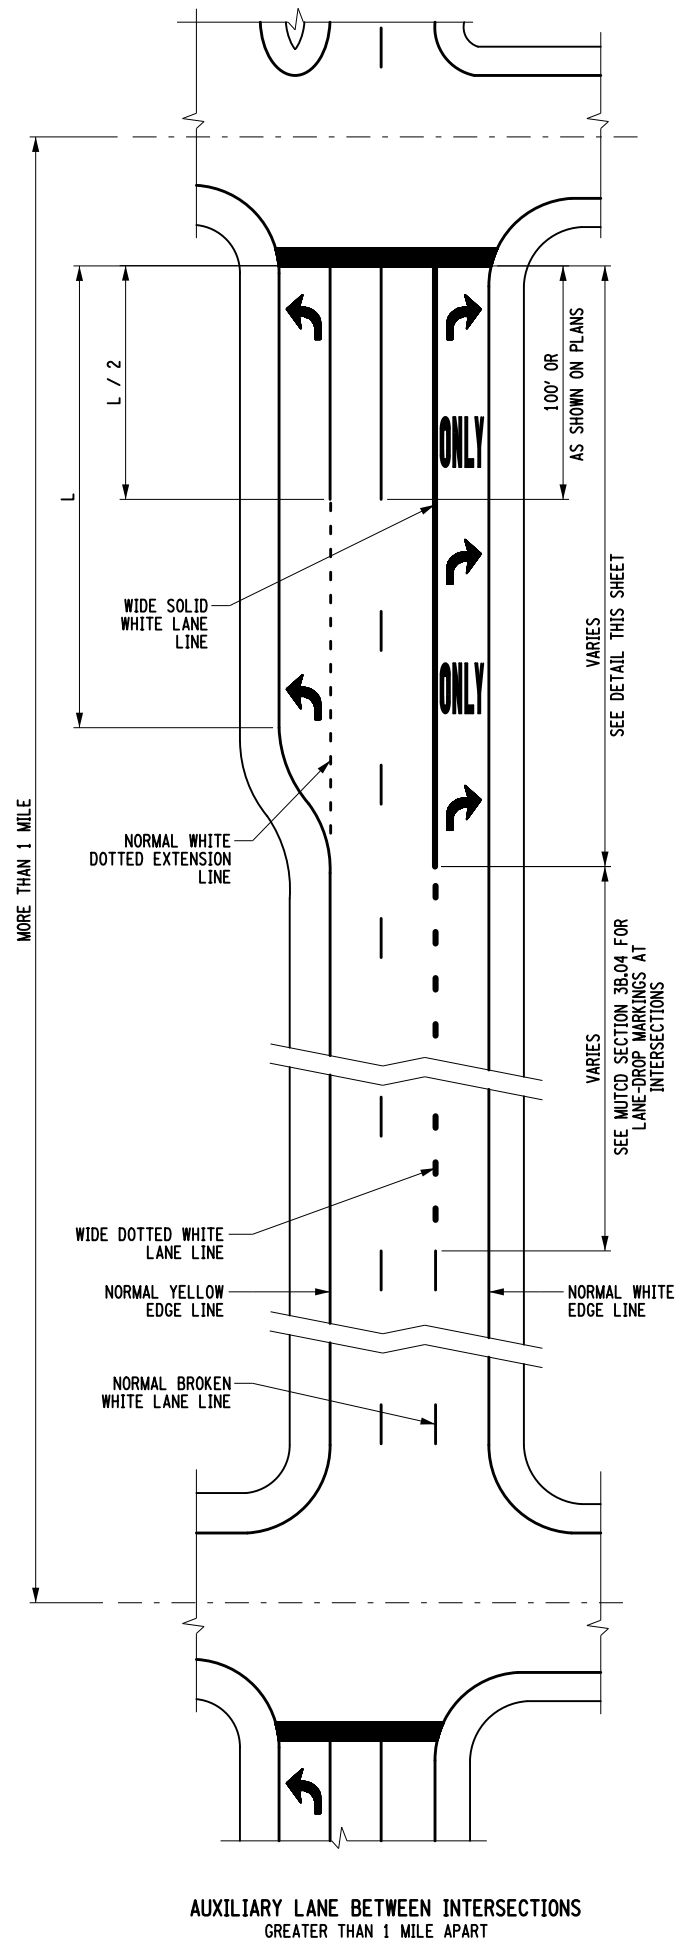 L / 2
L
100' OR
AS SHOWN ON PLANS
ONLY
WIDE SOLID
WHITE LANE
LINE
VARIES
SEE DETAIL THIS SHEET
ONLY
MORE THAN 1 MILE
NORMAL WHITE
DOTTED EXTENSION
LINE
VARIES
SEE MUTCD SECTION 3B.04 FOR
LANE-DROP MARKINGS AT
INTERSECTIONS
WIDE DOTTED WHITE
LANE LINE
NORMAL YELLOW
EDGE LINE
NORMAL WHITE
EDGE LINE
NORMAL BROKEN
WHITE LANE LINE
AUXILIARY LANE BETWEEN INTERSECTIONS
GREATER THAN 1 MILE APART